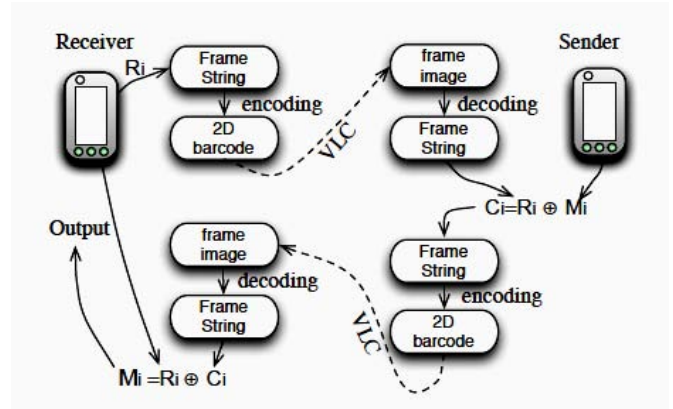 Receiver
Ri
Frame
String
encoding
2D
barcode
VLC
frame
image
decoding
Frame
String
Sender
Ci=Ri ⊕ Mi
Frame
String
encoding
2D
barcode
VLC
frame
image
decoding
Frame
String
Mi =Ri ⊕ Ci
Output